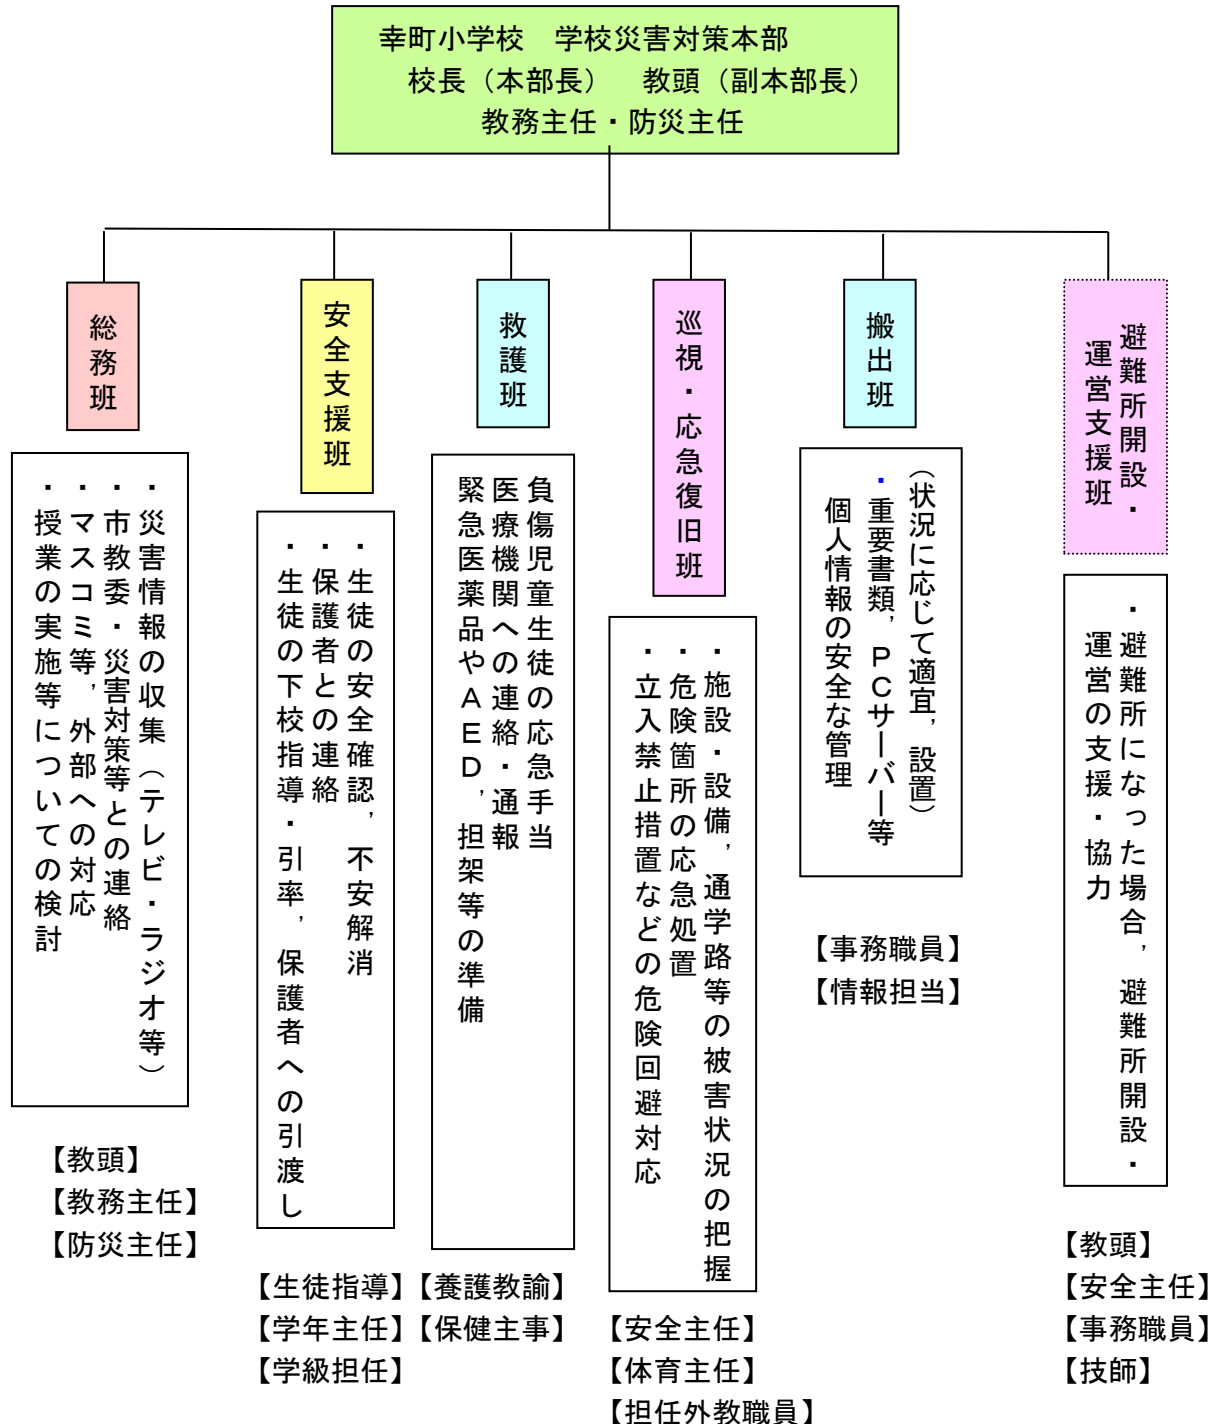 幸町小学校　学校災害対策本部
校長（本部長）　教頭（副本部長）
教務主任・防災主任
総務班
・災害情報の収集（テレビ・ラジオ等）
・市教委・災害対策等との連絡
・マスコミ等，外部への対応
・授業の実施等についての検討
【教頭】
【教務主任】
【防災主任】
安全支援班
・生徒の安全確認，不安解消
・保護者との連絡
・生徒の下校指導・引率，保護者への引渡し
【生徒指導】
【学年主任】
【学級担任】
救護班
負傷児童生徒の応急手当
医療機関への連絡・通報
緊急医薬品やＡＥＤ，担架等の準備
【養護教諭】
【保健主事】
巡視・応急復旧班
・施設・設備，通学路等の被害状況の把握
・危険箇所の応急処置
・立入禁止措置などの危険回避対応
【安全主任】
【体育主任】
【担任外教職員】
搬出班
（状況に応じて適宜，設置）
・重要書類，ＰＣサーバー等
個人情報の安全な管理
【事務職員】
【情報担当】
避難所開設・
運営支援班
・避難所になった場合，避難所開設・
運営の支援・協力
【教頭】
【安全主任】
【事務職員】
【技師】